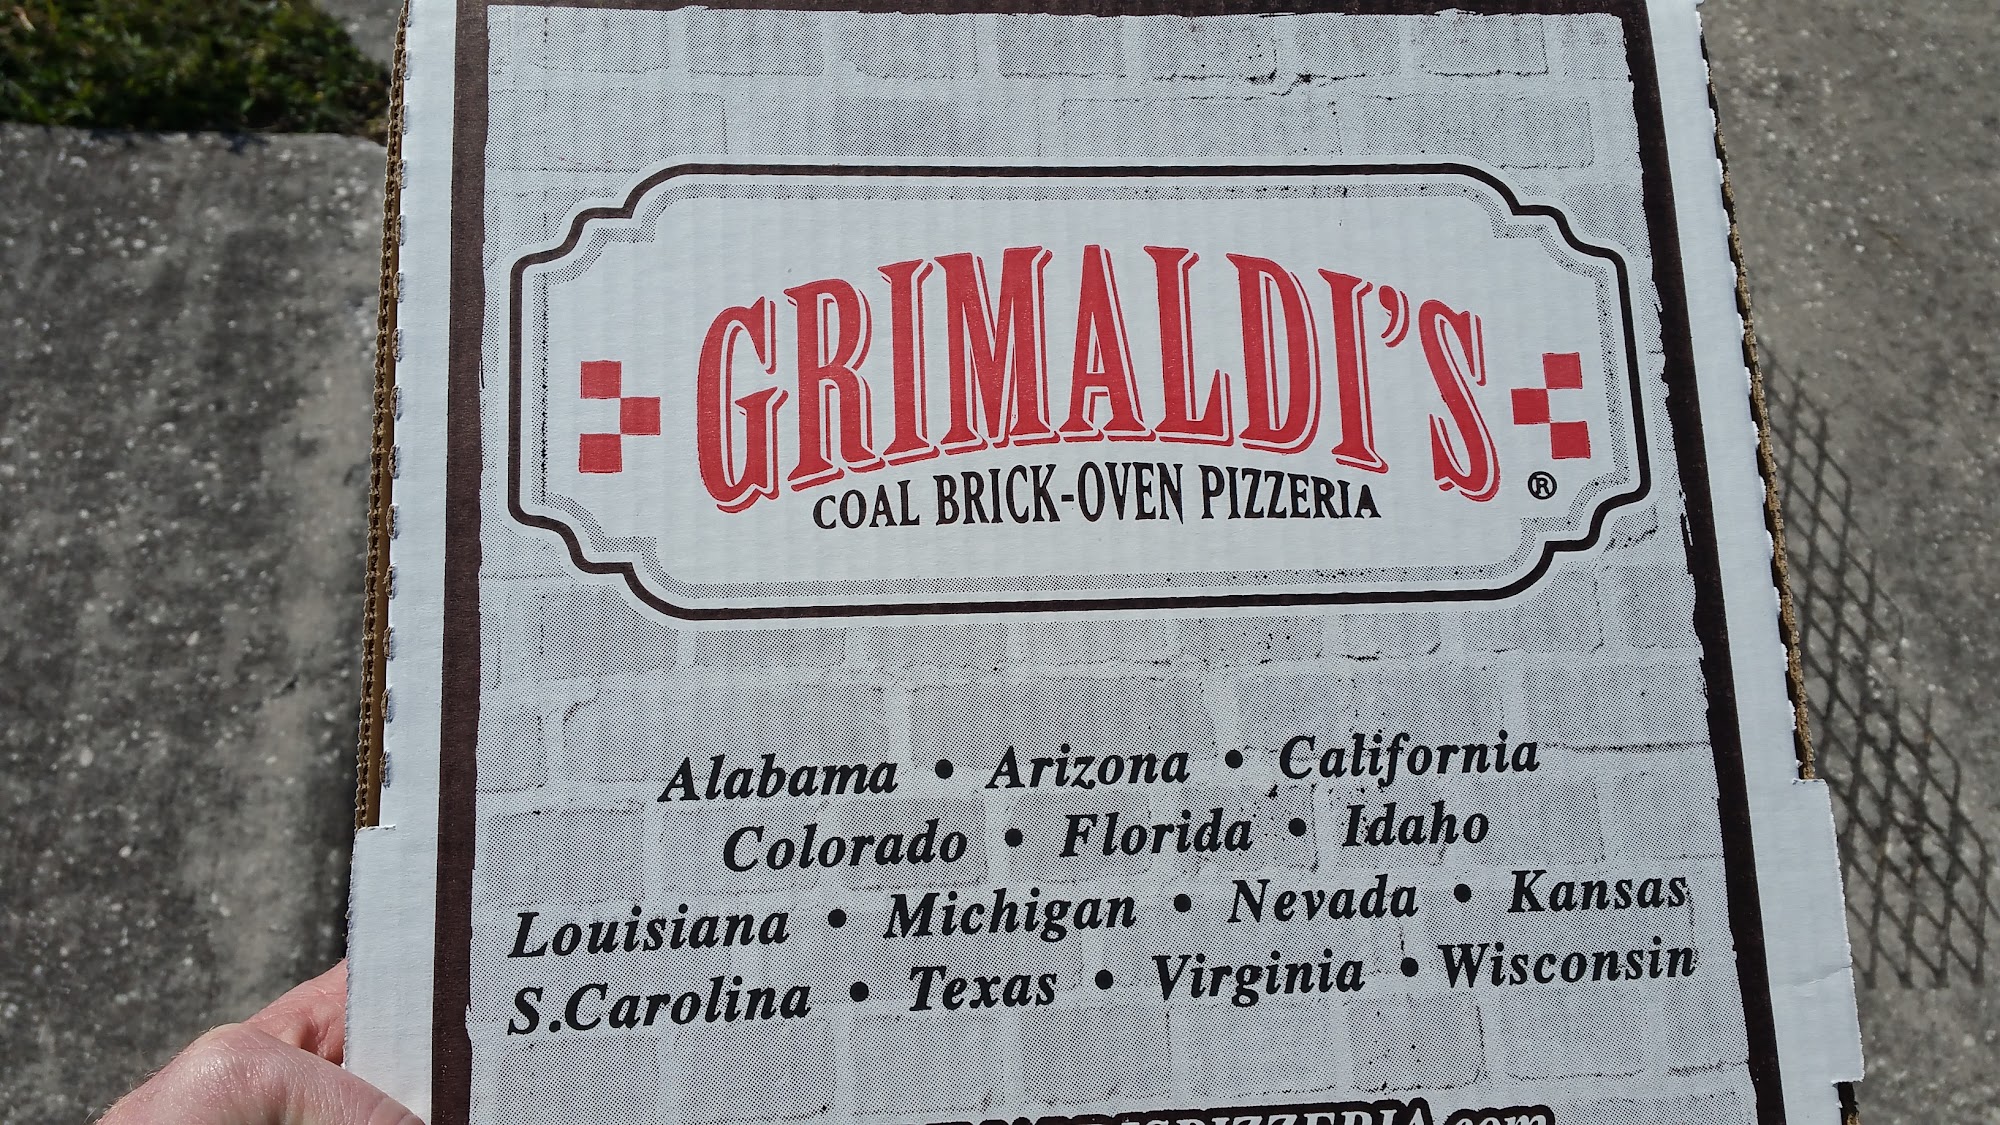 GRIMALDI'S
COAL BRICK-OVEN PIZZERIA ®
Alabama • Arizona • California
Colorado • Florida • Idaho
Louisiana • Michigan • Nevada • Kansas
S.Carolina • Texas • Virginia • Wisconsin